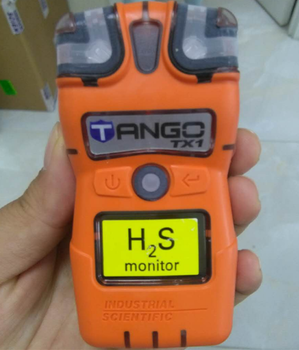 TANGO
TX1
H₂S
monitor
INDUSTRIAL
SCIENTIFIC